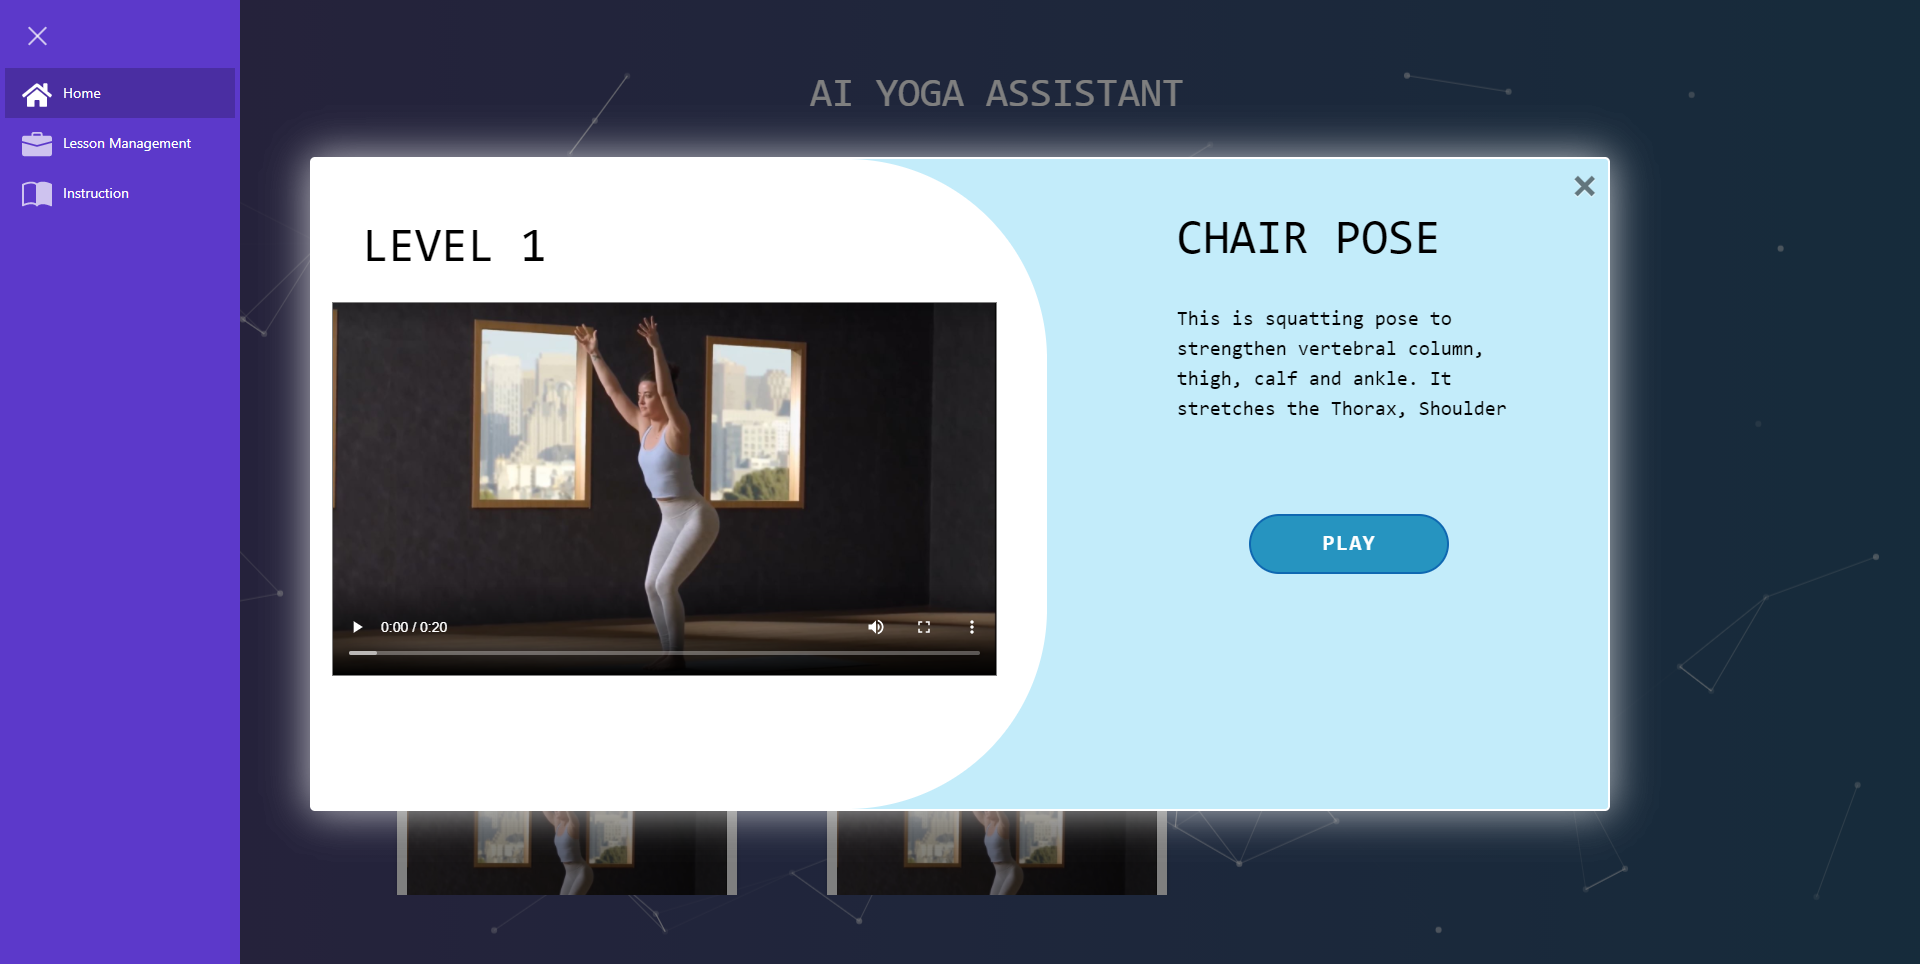 Home
Lesson Management
Instruction
AI YOGA ASSISTANT
LEVEL 1
0:00 / 0:20
CHAIR POSE
This is squatting pose to
strengthen vertebral column,
thigh, calf and ankle. It
stretches the Thorax, Shoulder
PLAY